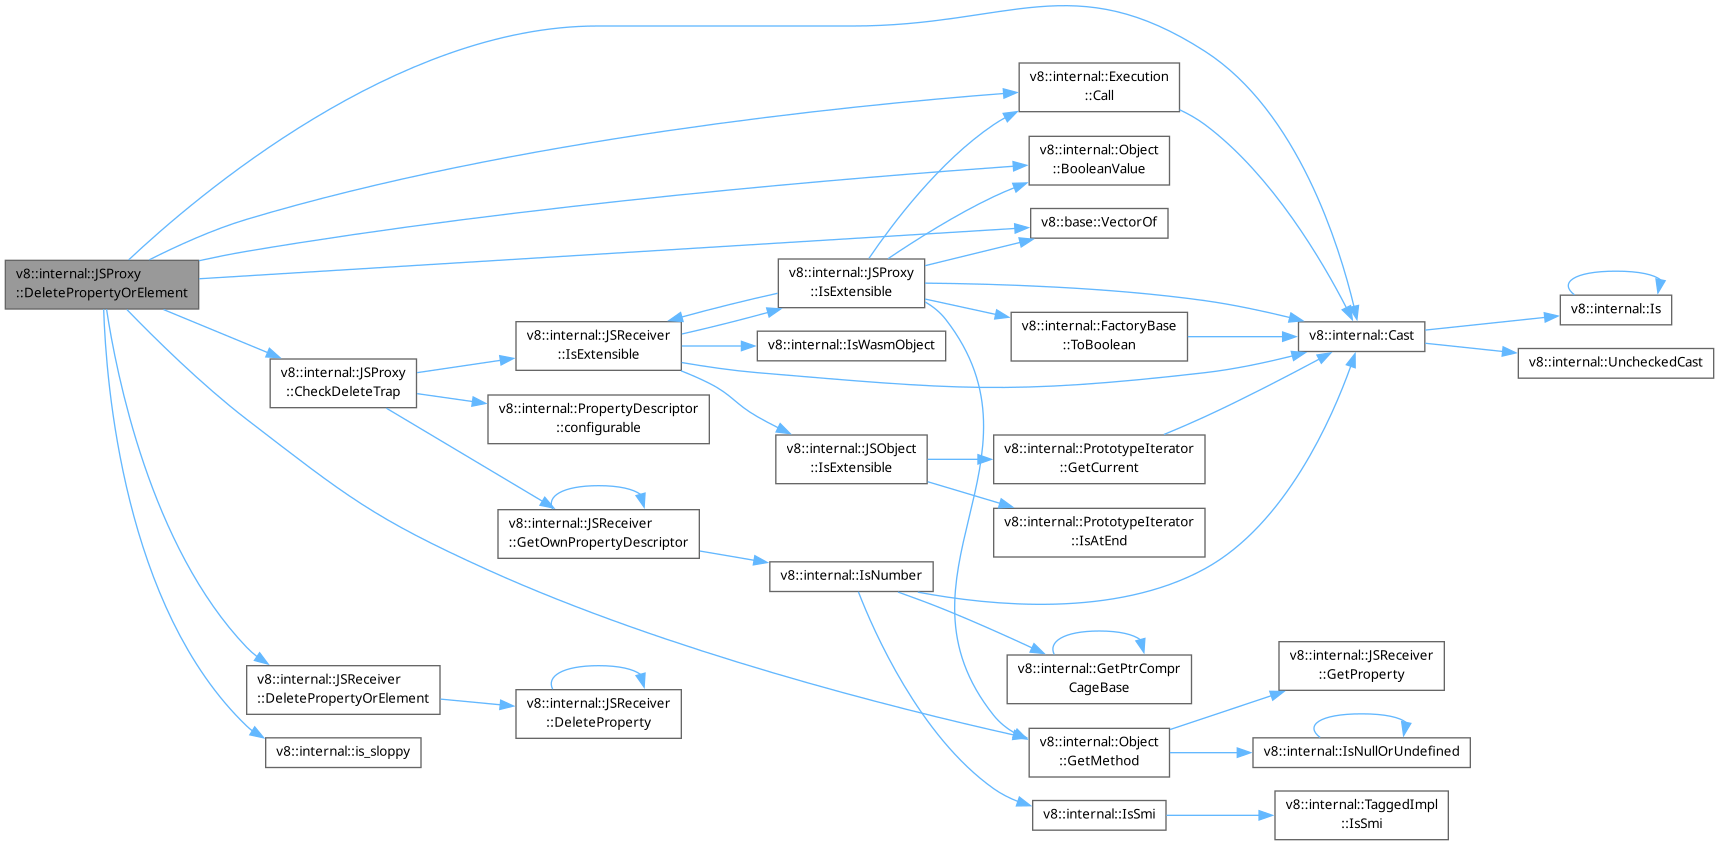 v8::internal::JSProxy
::DeletePropertyOrElement
v8::internal::Execution
::Call
v8::internal::Object
::BooleanValue
v8::base::VectorOf
v8::internal::JSProxy
::IsExtensible
v8::internal::JSReceiver
::IsExtensible
v8::internal::IsWasmObject
v8::internal::FactoryBase
::ToBoolean
v8::internal::Cast
v8::internal::Is
v8::internal::UncheckedCast
v8::internal::JSProxy
::CheckDeleteTrap
v8::internal::PropertyDescriptor
::configurable
v8::internal::JSObject
::IsExtensible
v8::internal::PrototypeIterator
::GetCurrent
v8::internal::PrototypeIterator
::IsAtEnd
v8::internal::JSReceiver
::GetOwnPropertyDescriptor
v8::internal::IsNumber
v8::internal::GetPtrCompr
CageBase
v8::internal::JSReceiver
::DeletePropertyOrElement
v8::internal::JSReceiver
::DeleteProperty
v8::internal::is_sloppy
v8::internal::Object
::GetMethod
v8::internal::JSReceiver
::GetProperty
v8::internal::IsNullOrUndefined
v8::internal::IsSmi
v8::internal::TaggedImpl
::IsSmi